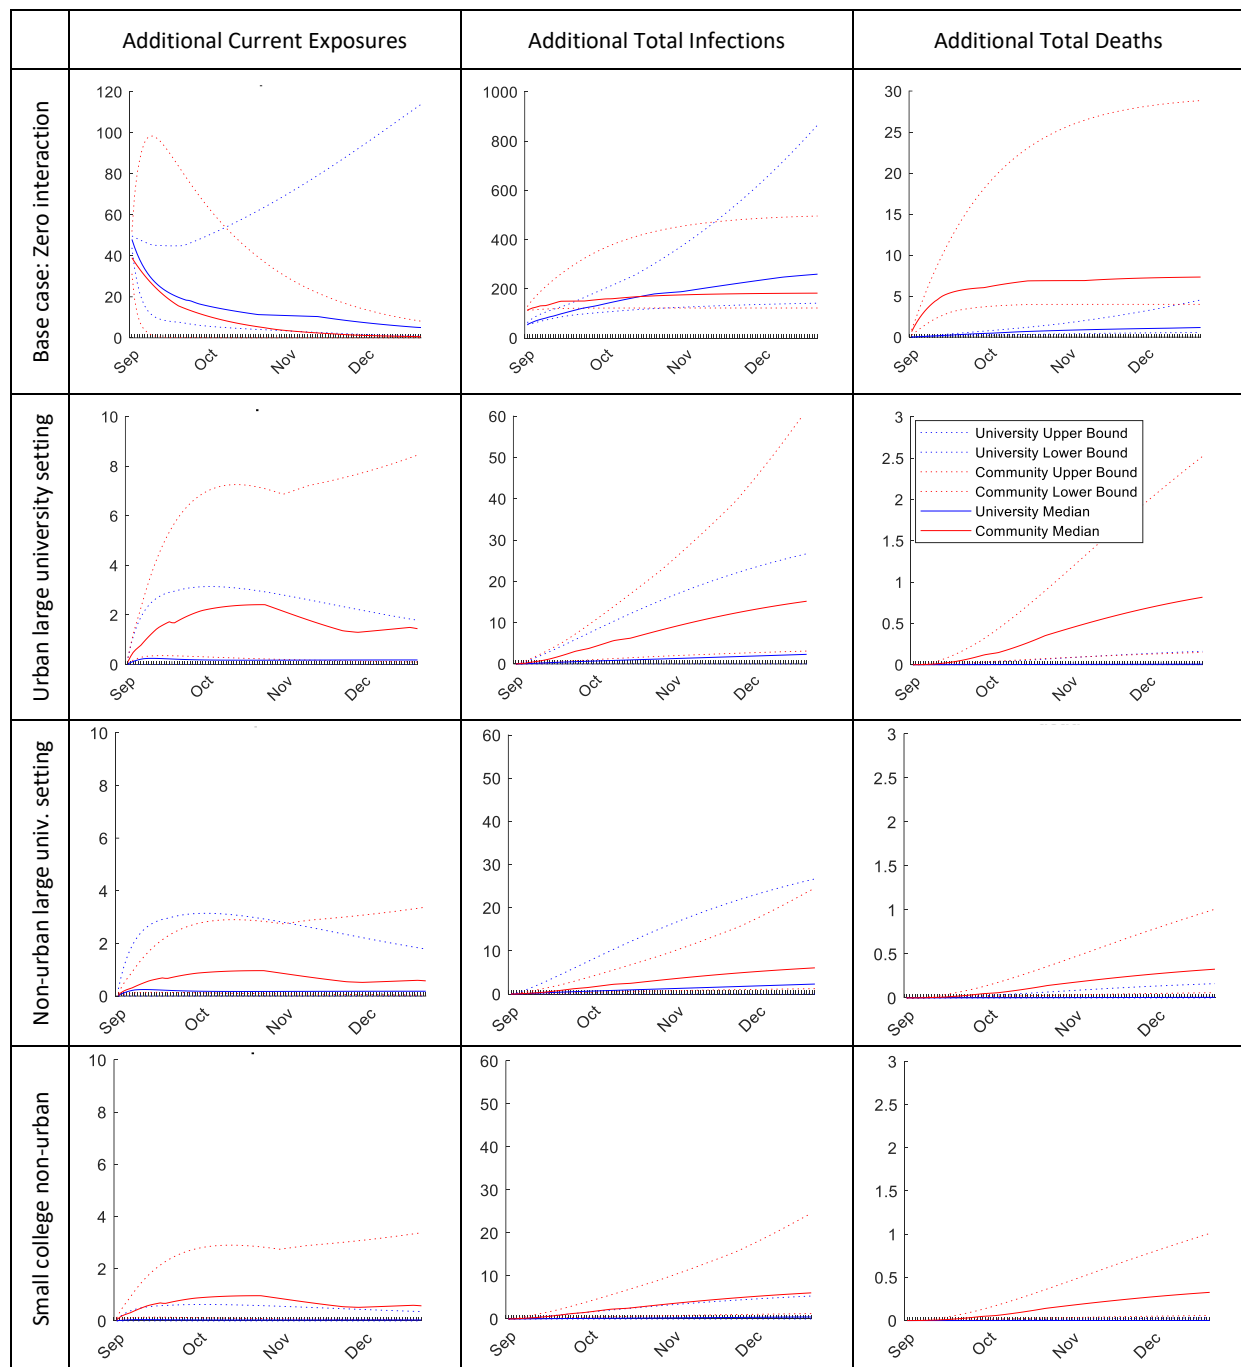 Additional Current Exposures
Additional Total Infections
Additional Total Deaths
Base case: Zero interaction
120
100
80
60
40
20
0
Sep
Oct
Nov
Dec
1000
800
600
400
200
0
Sep
Oct
Nov
Dec
30
25
20
15
10
5
0
Sep
Oct
Nov
Dec
Urban large university setting
10
8
6
4
2
0
Sep
Oct
Nov
Dec
60
50
40
30
20
10
0
Sep
Oct
Nov
Dec
3
2.5
2
1.5
1
0.5
0
University Upper Bound
University Lower Bound
Community Upper Bound
Community Lower Bound
University Median
Community Median
Sep
Oct
Nov
Dec
Non-urban large univ. setting
10
8
6
4
2
0
Sep
Oct
Nov
Dec
60
50
40
30
20
10
0
Sep
Oct
Nov
Dec
3
2.5
2
1.5
1
0.5
0
Sep
Oct
Nov
Dec
Small college non-urban
10
8
6
4
2
0
Sep
Oct
Nov
Dec
60
50
40
30
20
10
0
Sep
Oct
Nov
Dec
3
2.5
2
1.5
1
0.5
0
Sep
Oct
Nov
Dec